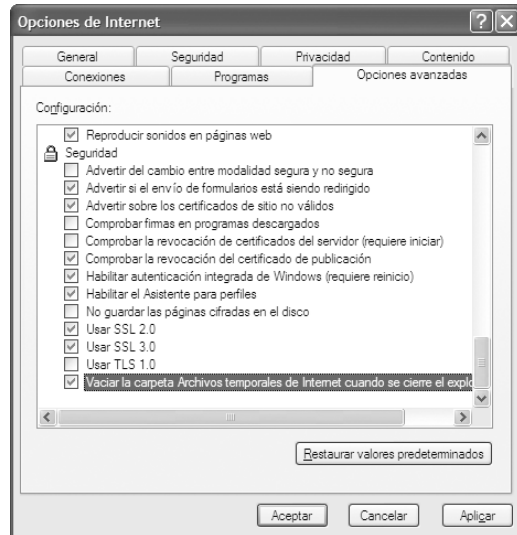 Opciones de Internet
General Seguridad Privacidad Contenido
Conexiones Programas Opciones avanzadas
Configuración:
Reproducir sonidos en páginas web
Seguridad
Advertir del cambio entre modalidad segura y no segura
Advertir si el envío de formularios está siendo redirigido
Advertir sobre los certificados de sitio no válidos
Comprobar firmas en programas descargados
Comprobar la revocación de certificados del servidor (requiere iniciar)
Comprobar la revocación del certificado de publicación
Habilitar autenticación integrada de Windows (requiere reinicio)
Habilitar el Asistente para perfiles
No guardar las páginas cifradas en el disco
Usar SSL 2.0
Usar SSL 3.0
Usar TLS 1.0
Vaciar la carpeta Archivos temporales de Internet cuando se cierre el explo
Restaurar valores predeterminados
Aceptar Cancelar Aplicar